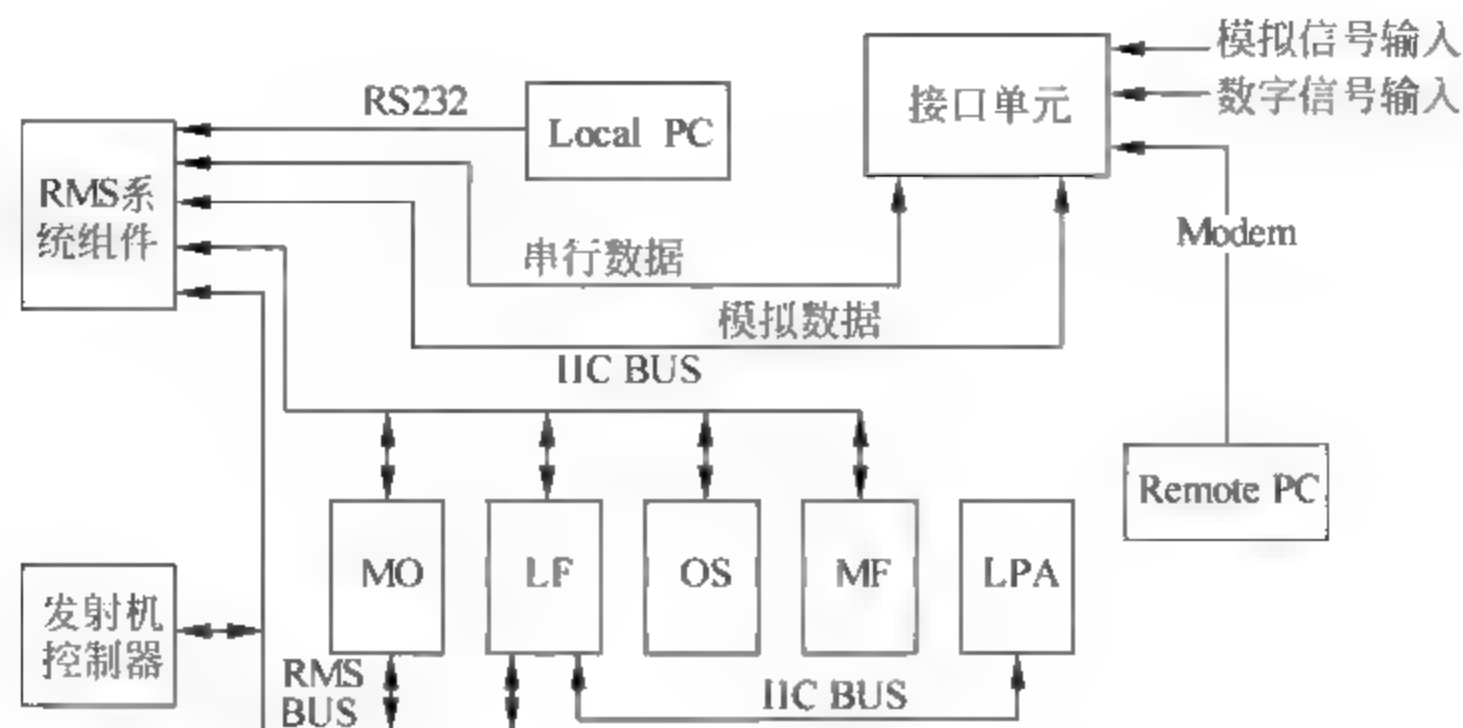 模拟信号输入
数字信号输入
接口单元
RS232
Local PC
RMS系
统组件
Modem
串行数据
模拟数据
IIC BUS
Remote PC
MO
LF
OS
MF
LPA
发射机
控制器
RMS
BUS
IIC BUS